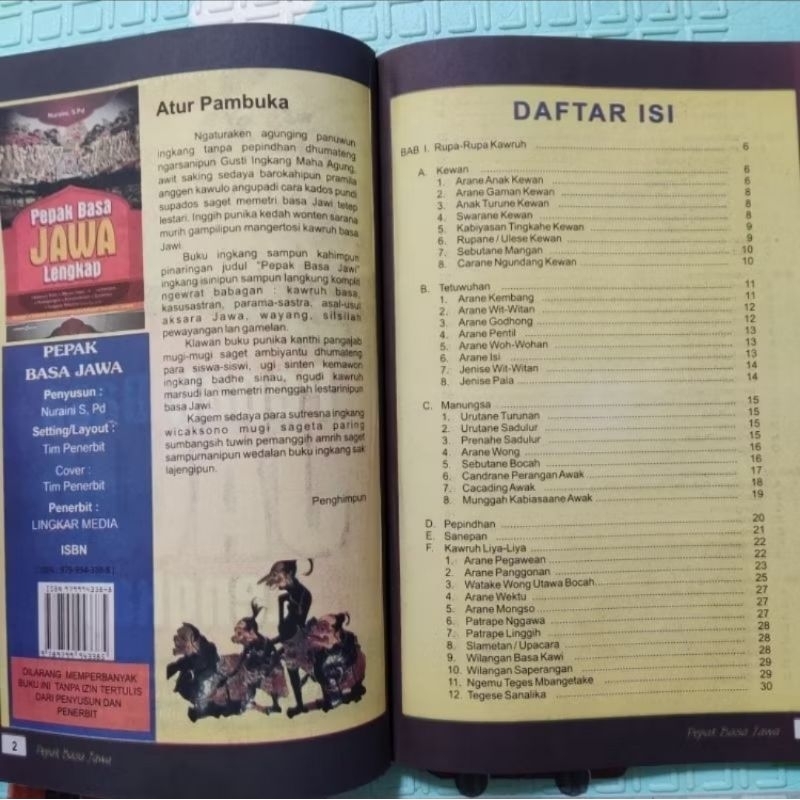 Nuraini, S.Pd
Pepak Basa
JAWA
Lengkap
PEPAK
BASA JAWA
Penyusun :
Nuraini S, Pd
Setting/Layout :
Tim Penerbit
Cover :
Tim Penerbit
Penerbit :
LINGKAR MEDIA
ISBN
DILARANG MEMPERBANYAK
BUKU INI TANPA IZIN TERTULIS
DARI PENYUSUN DAN
PENERBIT
2 Pepak Basa Jawa
Atur Pambuka
Ngaturaken agunging panuwun
ingkang tanpa pepindhan dhumateng
ngarsanipun Gusti Ingkang Maha Agung,
awit saking sedaya barokahipun pramila
anggen kawulo angupadi cara kados pundi
supados saget memetri basa Jawi tetep
lestari. Inggih punika kedah wonten sarana
murih gampilipun mangertosi kawruh basa
Jawi.
Buku ingkang sampun kahimpun
pinaringan judul "Pepak Basa Jawi"
ingkang isinipun sampun langkung komplit
ngewrat babagan : kawruh basa,
kasusastran, parama-sastra, asal-usul
aksara Jawa, wayang, silsilah
pewayangan lan gamelan.
Klawan buku punika kanthi pangajab
mugi-mugi saget ambiyantu dhumateng
para siswa-siswi, ugi sinten kemawon
ingkang badhe sinau, ngudi kawruh
marsudi lan memetri menggah lestarinipun
basa Jawi.
Kagem sedaya para sutresna ingkang
wicaksono mugi sageta paring
sumbangsih tuwin pemanggih amrih saget
sampurnanipun wedalan buku ingkang sak
lajengipun.
Penghimpun
DAFTAR ISI
BAB I. Rupa-Rupa Kawruh 6
A. Kewan 6
1. Arane Anak Kewan 6
2. Arane Gaman Kewan 8
3. Anak Turune Kewan 8
4. Swarane Kewan 8
5. Kabiyasan Tingkahe Kewan 9
6. Rupane / Ulese Kewan 9
7. Sebutane Mangan 10
8. Carane Ngundang Kewan 10
B. Tetuwuhan 11
1. Arane Kembang 11
2. Arane Wit-Witan 12
3. Arane Godhong 12
4. Arane Pentil 13
5. Arane Woh-Wohan 13
6. Arane Isi 13
7. Jenise Wit-Witan 14
8. Jenise Pala 14
C. Manungsa 15
1. Urutane Turunan 15
2. Urutane Sadulur 15
3. Prenahe Sadulur 15
4. Arane Wong 16
5. Sebutane Bocah 16
6. Candrane Perangan Awak 17
7. Cacading Awak 18
8. Munggah Kabiasaane Awak 19
D. Pepindhan 20
E. Sanepan 21
F. Kawruh Liya-Liya 22
1. Arane Pegawean 22
2. Arane Panggonan 23
3. Watake Wong Utawa Bocah 25
4. Arane Wektu 27
5. Arane Mongso 27
6. Patrape Nggawa 28
7. Patrape Linggih 28
8. Slametan / Upacara 28
9. Wilangan Basa Kawi 28
10. Wilangan Saperangan 29
11. Ngemu Teges Mbangetake 29
12. Tegese Sanalika 30
Pepak Basa Jawa